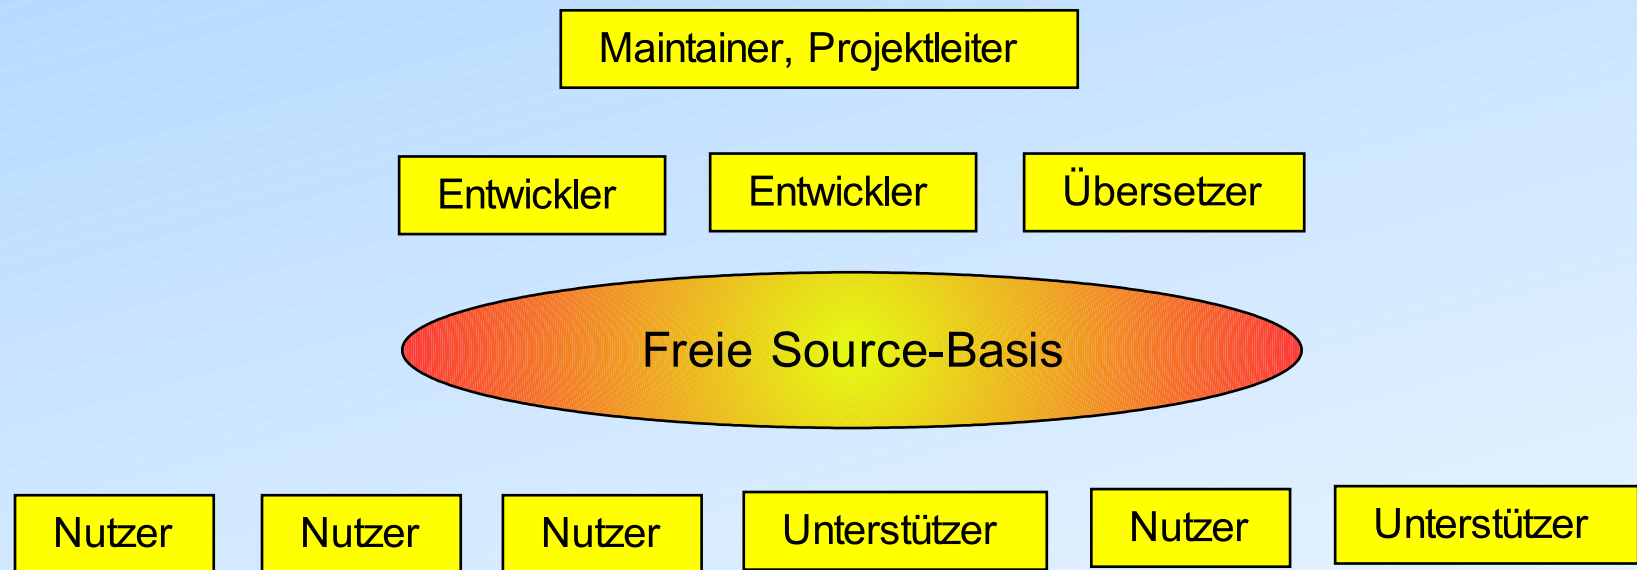 Maintainer, Projektleiter
Entwickler
Entwickler
Übersetzer
Freie Source-Basis
Nutzer
Nutzer
Nutzer
Unterstützer
Nutzer
Unterstützer